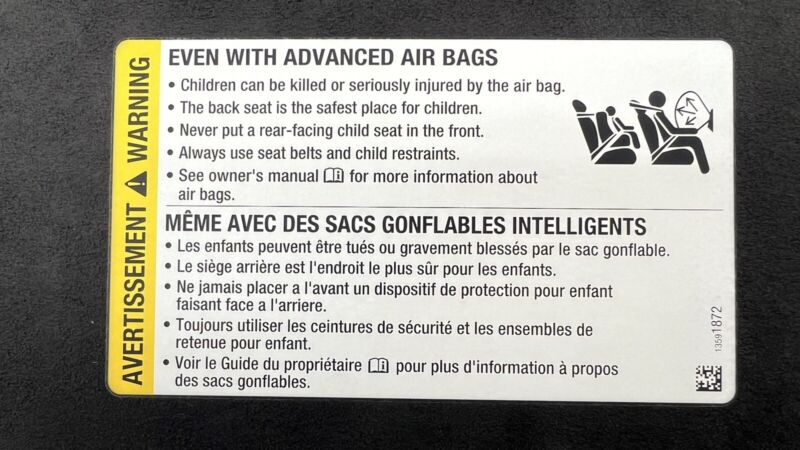 AVERTISSEMENT ⚠ WARNING
EVEN WITH ADVANCED AIR BAGS
• Children can be killed or seriously injured by the air bag.
• The back seat is the safest place for children.
• Never put a rear-facing child seat in the front.
• Always use seat belts and child restraints.
• See owner's manual for more information about
air bags.
MÊME AVEC DES SACS GONFLABLES INTELLIGENTS
• Les enfants peuvent être tués ou gravement blessés par le sac gonflable.
• Le siège arrière est l'endroit le plus sûr pour les enfants.
• Ne jamais placer a l'avant un dispositif de protection pour enfant
faisant face a l'arriere.
• Toujours utiliser les ceintures de sécurité et les ensembles de
retenue pour enfant.
• Voir le Guide du propriétaire pour plus d'information à propos
des sacs gonflables.
13591872